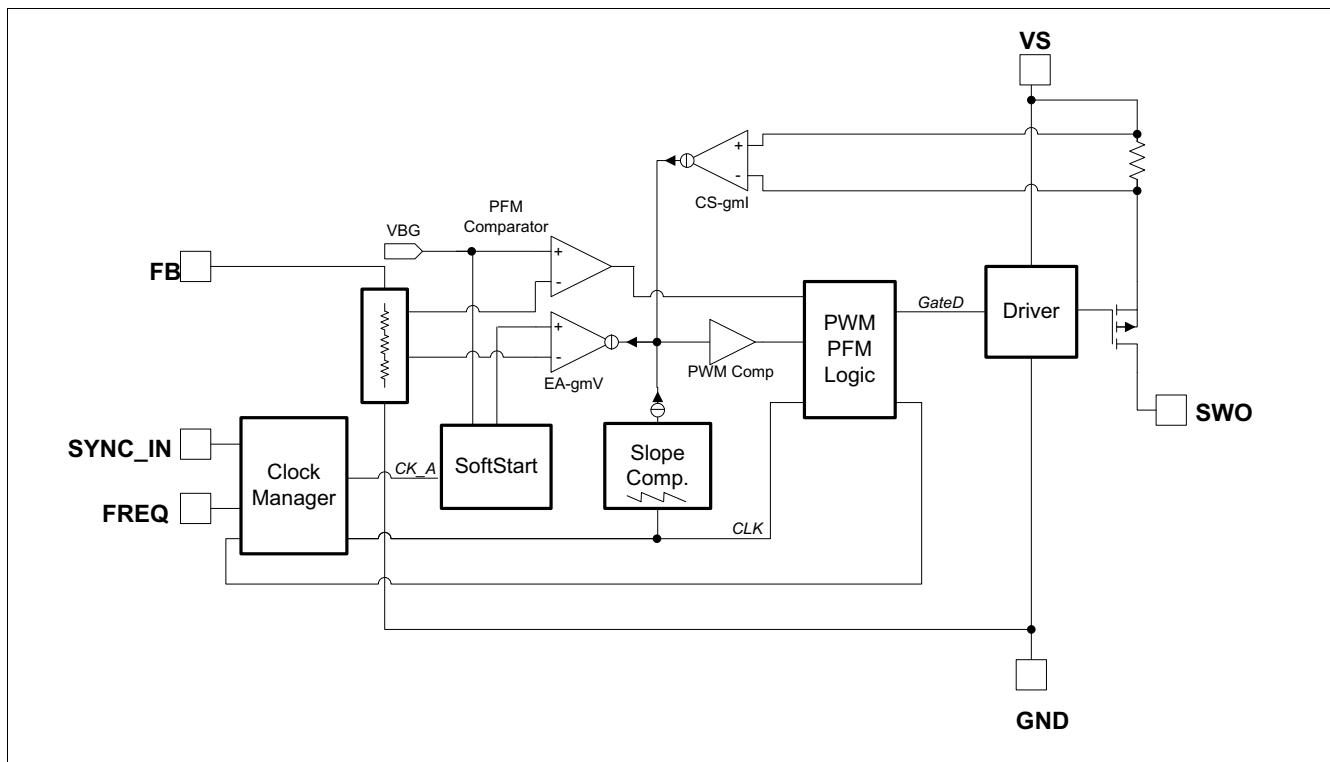 VS
+
-
CS-gmI
PFM
Comparator
VBG
FB
+
-
PWM
PFM
Logic
GateD
Driver
+
-
EA-gmV
PWM Comp
SWO
SYNC_IN
Clock
Manager
CK_A
SoftStart
Slope
Comp.
FREQ
CLK
GND